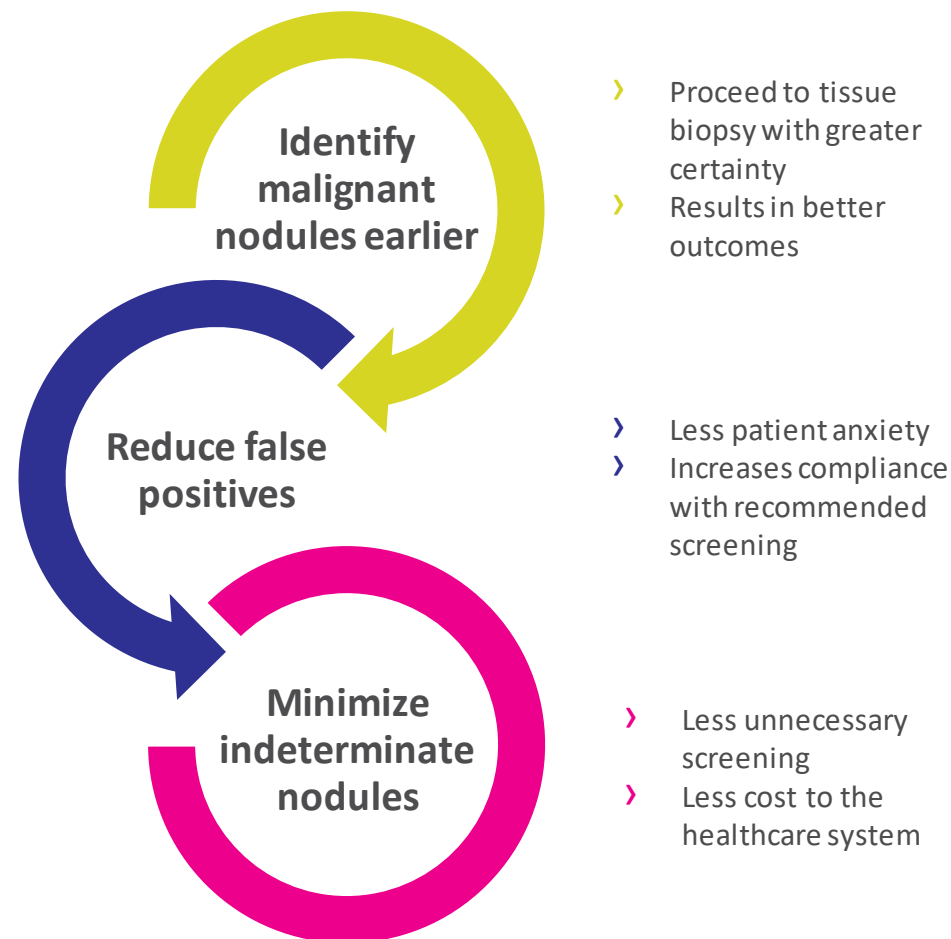 Identify
malignant
nodules earlier
› Proceed to tissue
biopsy with greater
certainty
› Results in better
outcomes
Reduce false
positives
› Less patient anxiety
› Increases compliance
with recommended
screening
Minimize
indeterminate
nodules
› Less unnecessary
screening
› Less cost to the
healthcare system